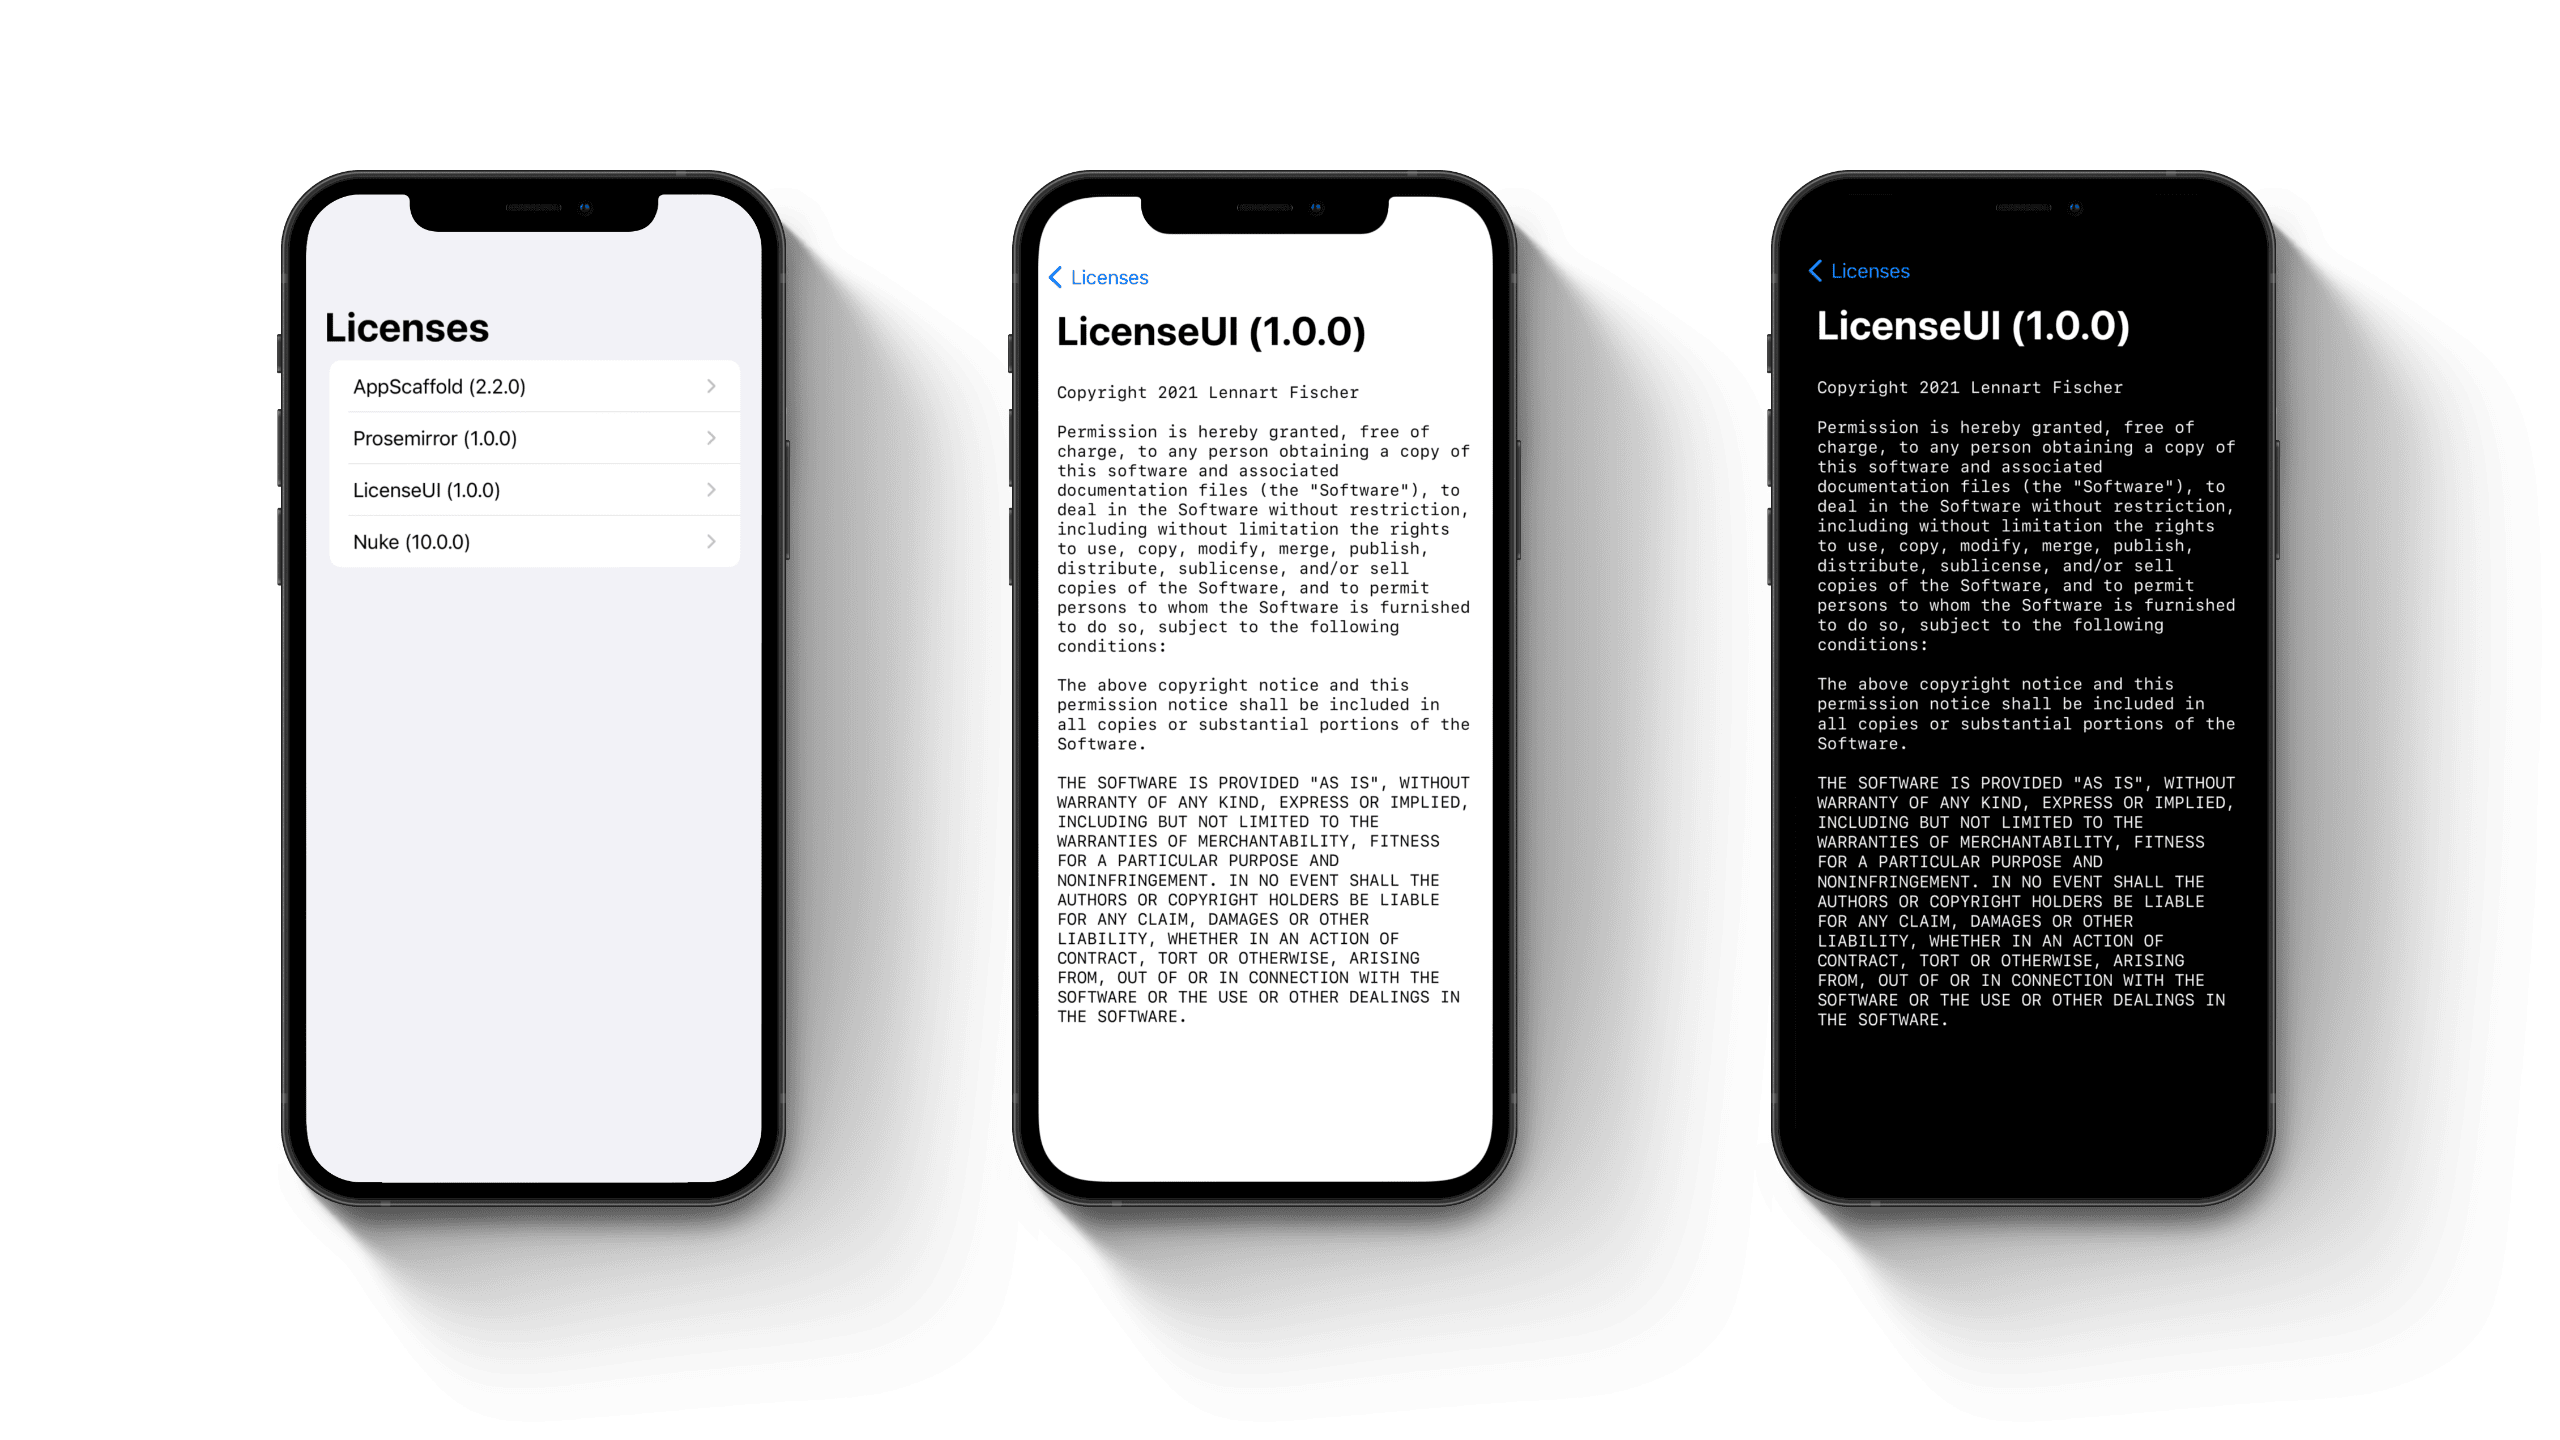 Licenses
AppScaffold (2.2.0)
Prosemirror (1.0.0)
LicenseUI (1.0.0)
Nuke (10.0.0)
Licenses
LicenseUI (1.0.0)
Copyright 2021 Lennart Fischer
Permission is hereby granted, free of
charge, to any person obtaining a copy of
this software and associated
documentation files (the "Software"), to
deal in the Software without restriction,
including without limitation the rights
to use, copy, modify, merge, publish,
distribute, sublicense, and/or sell
copies of the Software, and to permit
persons to whom the Software is furnished
to do so, subject to the following
conditions:
The above copyright notice and this
permission notice shall be included in
all copies or substantial portions of the
Software.
THE SOFTWARE IS PROVIDED "AS IS", WITHOUT
WARRANTY OF ANY KIND, EXPRESS OR IMPLIED,
INCLUDING BUT NOT LIMITED TO THE
WARRANTIES OF MERCHANTABILITY, FITNESS
FOR A PARTICULAR PURPOSE AND
NONINFRINGEMENT. IN NO EVENT SHALL THE
AUTHORS OR COPYRIGHT HOLDERS BE LIABLE
FOR ANY CLAIM, DAMAGES OR OTHER
LIABILITY, WHETHER IN AN ACTION OF
CONTRACT, TORT OR OTHERWISE, ARISING
FROM, OUT OF OR IN CONNECTION WITH THE
SOFTWARE OR THE USE OR OTHER DEALINGS IN
THE SOFTWARE.
Licenses
LicenseUI (1.0.0)
Copyright 2021 Lennart Fischer
Permission is hereby granted, free of
charge, to any person obtaining a copy of
this software and associated
documentation files (the "Software"), to
deal in the Software without restriction,
including without limitation the rights
to use, copy, modify, merge, publish,
distribute, sublicense, and/or sell
copies of the Software, and to permit
persons to whom the Software is furnished
to do so, subject to the following
conditions:
The above copyright notice and this
permission notice shall be included in
all copies or substantial portions of the
Software.
THE SOFTWARE IS PROVIDED "AS IS", WITHOUT
WARRANTY OF ANY KIND, EXPRESS OR IMPLIED,
INCLUDING BUT NOT LIMITED TO THE
WARRANTIES OF MERCHANTABILITY, FITNESS
FOR A PARTICULAR PURPOSE AND
NONINFRINGEMENT. IN NO EVENT SHALL THE
AUTHORS OR COPYRIGHT HOLDERS BE LIABLE
FOR ANY CLAIM, DAMAGES OR OTHER
LIABILITY, WHETHER IN AN ACTION OF
CONTRACT, TORT OR OTHERWISE, ARISING
FROM, OUT OF OR IN CONNECTION WITH THE
SOFTWARE OR THE USE OR OTHER DEALINGS IN
THE SOFTWARE.